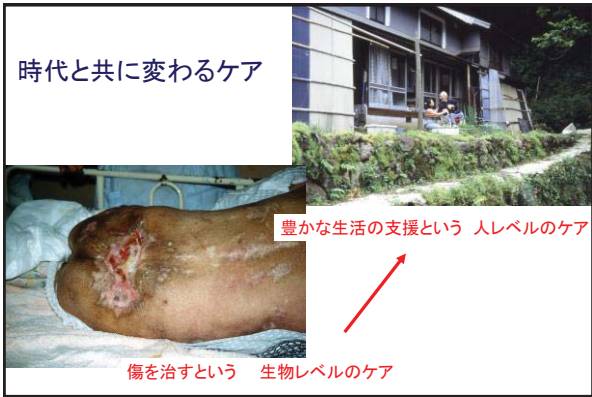 時代と共に変わるケア
豊かな生活の支援という 人レベルのケア
傷を治すという 生物レベルのケア